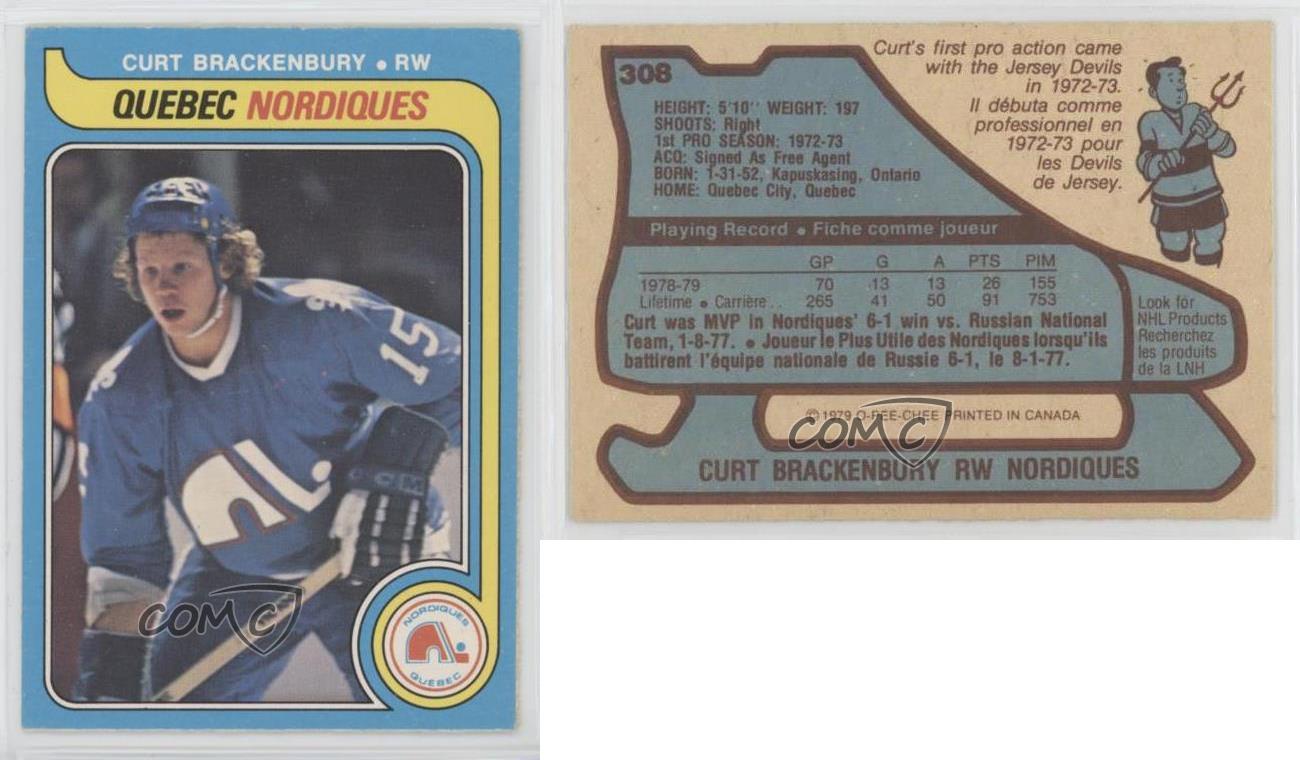 CURT BRACKENBURY • RW
QUEBEC NORDIQUES
15
CCM
NORDIQUES
QUÉBEC
COMC
308
Curt's first pro action came
with the Jersey Devils
in 1972-73.
Il débuta comme
professionnel en
1972-73 pour
les Devils
de Jersey.
HEIGHT: 5'10" WEIGHT: 197
SHOOTS: Right
1st PRO SEASON: 1972-73
ACQ: Signed As Free Agent
BORN: 1-31-52, Kapuskasing, Ontario
HOME: Quebec City, Quebec
Playing Record • Fiche comme joueur
GP G A PTS PIM
1978-79 70 13 13 26 155
Lifetime • Carrière.. 265 41 50 91 753
Curt was MVP in Nordiques' 6-1 win vs. Russian National
Team, 1-8-77. • Joueur le Plus Utile des Nordiques lorsqu'ils
battirent l'équipe nationale de Russie 6-1, le 8-1-77.
Look for
NHL Products
Recherchez
les produits
de la LNH
© 1979 O-PEE-CHEE PRINTED IN CANADA
COMC
CURT BRACKENBURY RW NORDIQUES